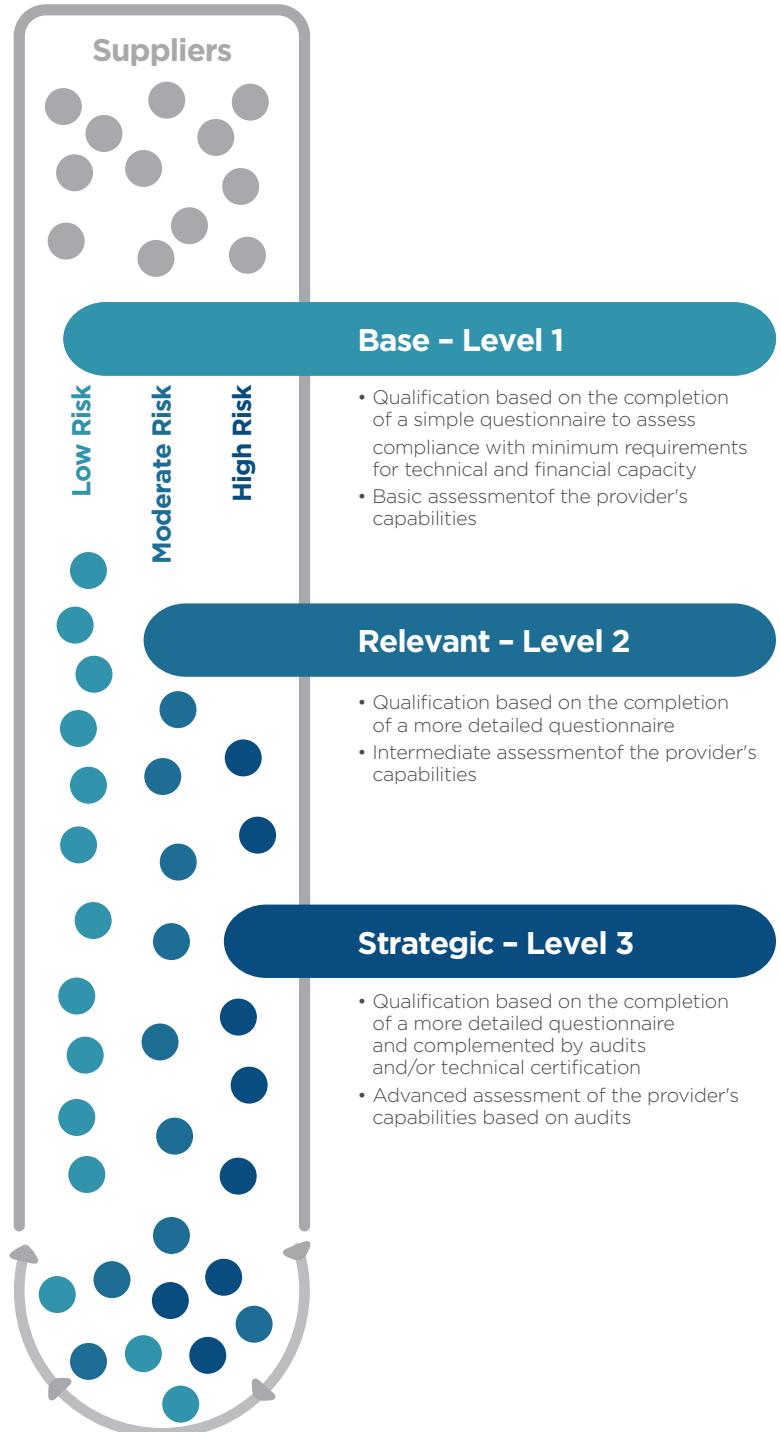 Suppliers
Base – Level 1
Low Risk
Moderate Risk
High Risk
• Qualification based on the completion
of a simple questionnaire to assess
compliance with minimum requirements
for technical and financial capacity
• Basic assessmentof the provider's
capabilities
Relevant – Level 2
• Qualification based on the completion
of a more detailed questionnaire
• Intermediate assessmentof the provider's
capabilities
Strategic – Level 3
• Qualification based on the completion
of a more detailed questionnaire
and complemented by audits
and/or technical certification
• Advanced assessment of the provider's
capabilities based on audits